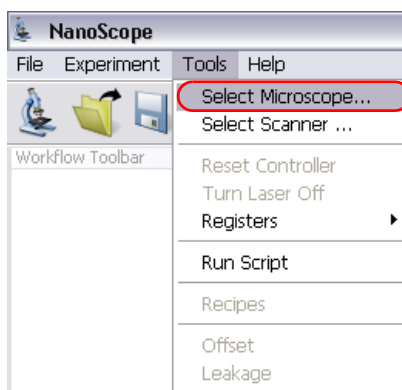 NanoScope
File Experiment Tools Help
Select Microscope...
Select Scanner ...
Workflow Toolbar
Reset Controller
Turn Laser Off
Registers
Run Script
Recipes
Offset
Leakage